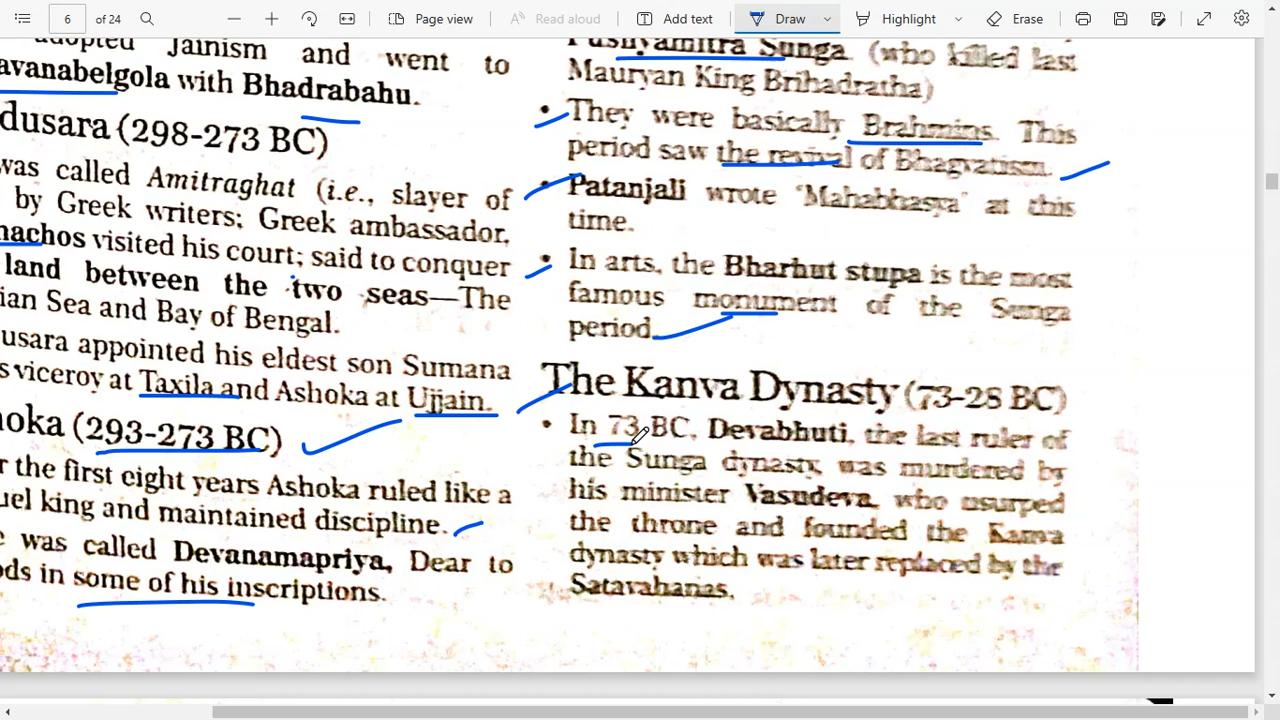 6 of 24
Page view
Read aloud
Add text
Draw
Highlight
Erase
adopted Jainism and went to
avanabelgola with Bhadrabahu.
dusara (298-273 BC)
was called Amitraghat (i.e., slayer of
by Greek writers; Greek ambassador,
machos visited his court; said to conquer
land between the two seas—The
ian Sea and Bay of Bengal.
usara appointed his eldest son Sumana
s viceroy at Taxila and Ashoka at Ujjain.
hoka (293-273 BC)
r the first eight years Ashoka ruled like a
uel king and maintained discipline.
e was called Devanamapriya, Dear to
ods in some of his inscriptions.
Pushyamitra Sunga. (who killed last
Mauryan King Brihadratha)
• They were basically Brahmins. This
period saw the revival of Bhagvatism.
• Patanjali wrote 'Mahabhasya' at this
time.
• In arts, the Bharhut stupa is the most
famous monument of the Sunga
period.
The Kanva Dynasty (73-28 BC)
• In 73 BC, Devabhuti, the last ruler of
the Sunga dynasty, was murdered by
his minister Vasudeva, who usurped
the throne and founded the Kanva
dynasty which was later replaced by the
Satavahanas.